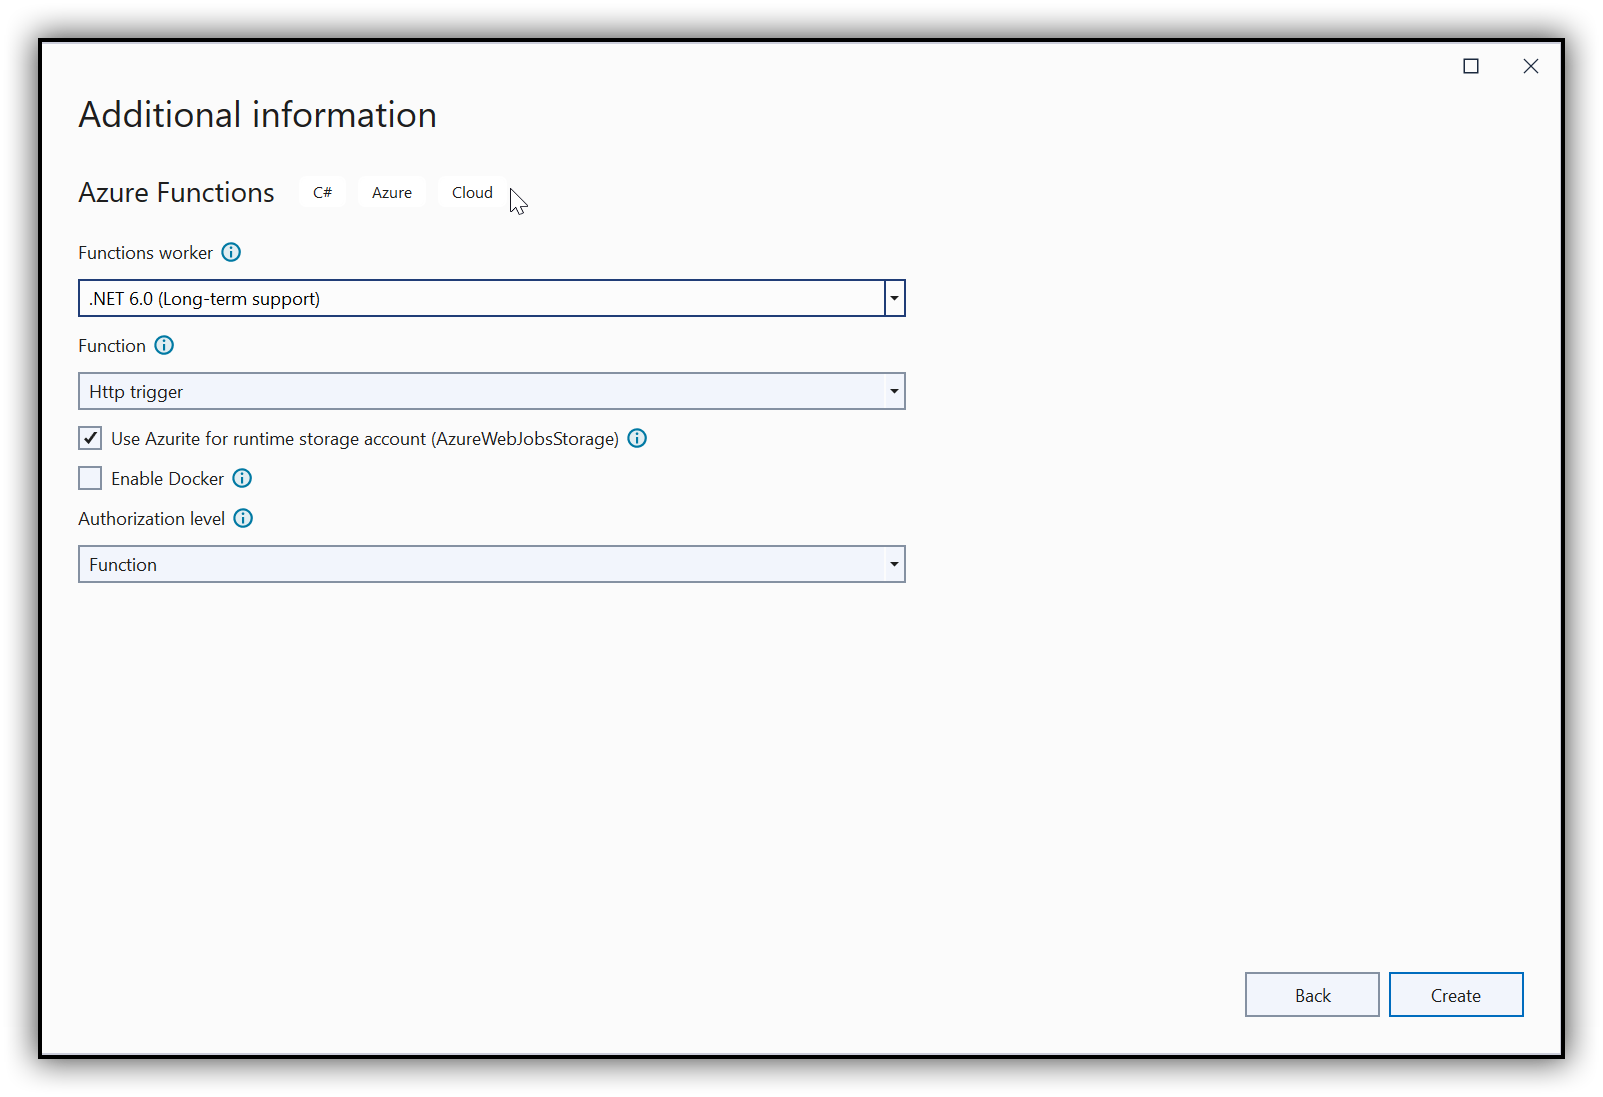 Additional information
Azure Functions C# Azure Cloud
Functions worker
.NET 6.0 (Long-term support)
Function
Http trigger
Use Azurite for runtime storage account (AzureWebJobsStorage)
Enable Docker
Authorization level
Function
Back Create